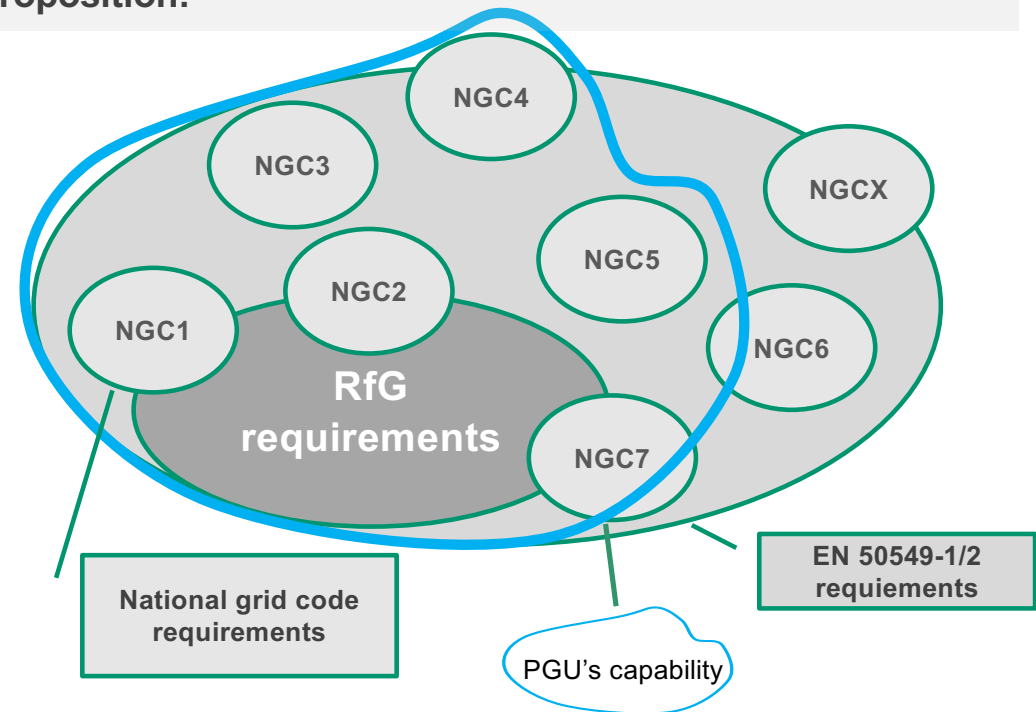 roposition:
NGC4
NGC3
NGCX
NGC5
NGC2
NGC1
NGC6
RfG
requirements
NGC7
EN 50549-1/2
requiements
National grid code
requirements
PGU's capability